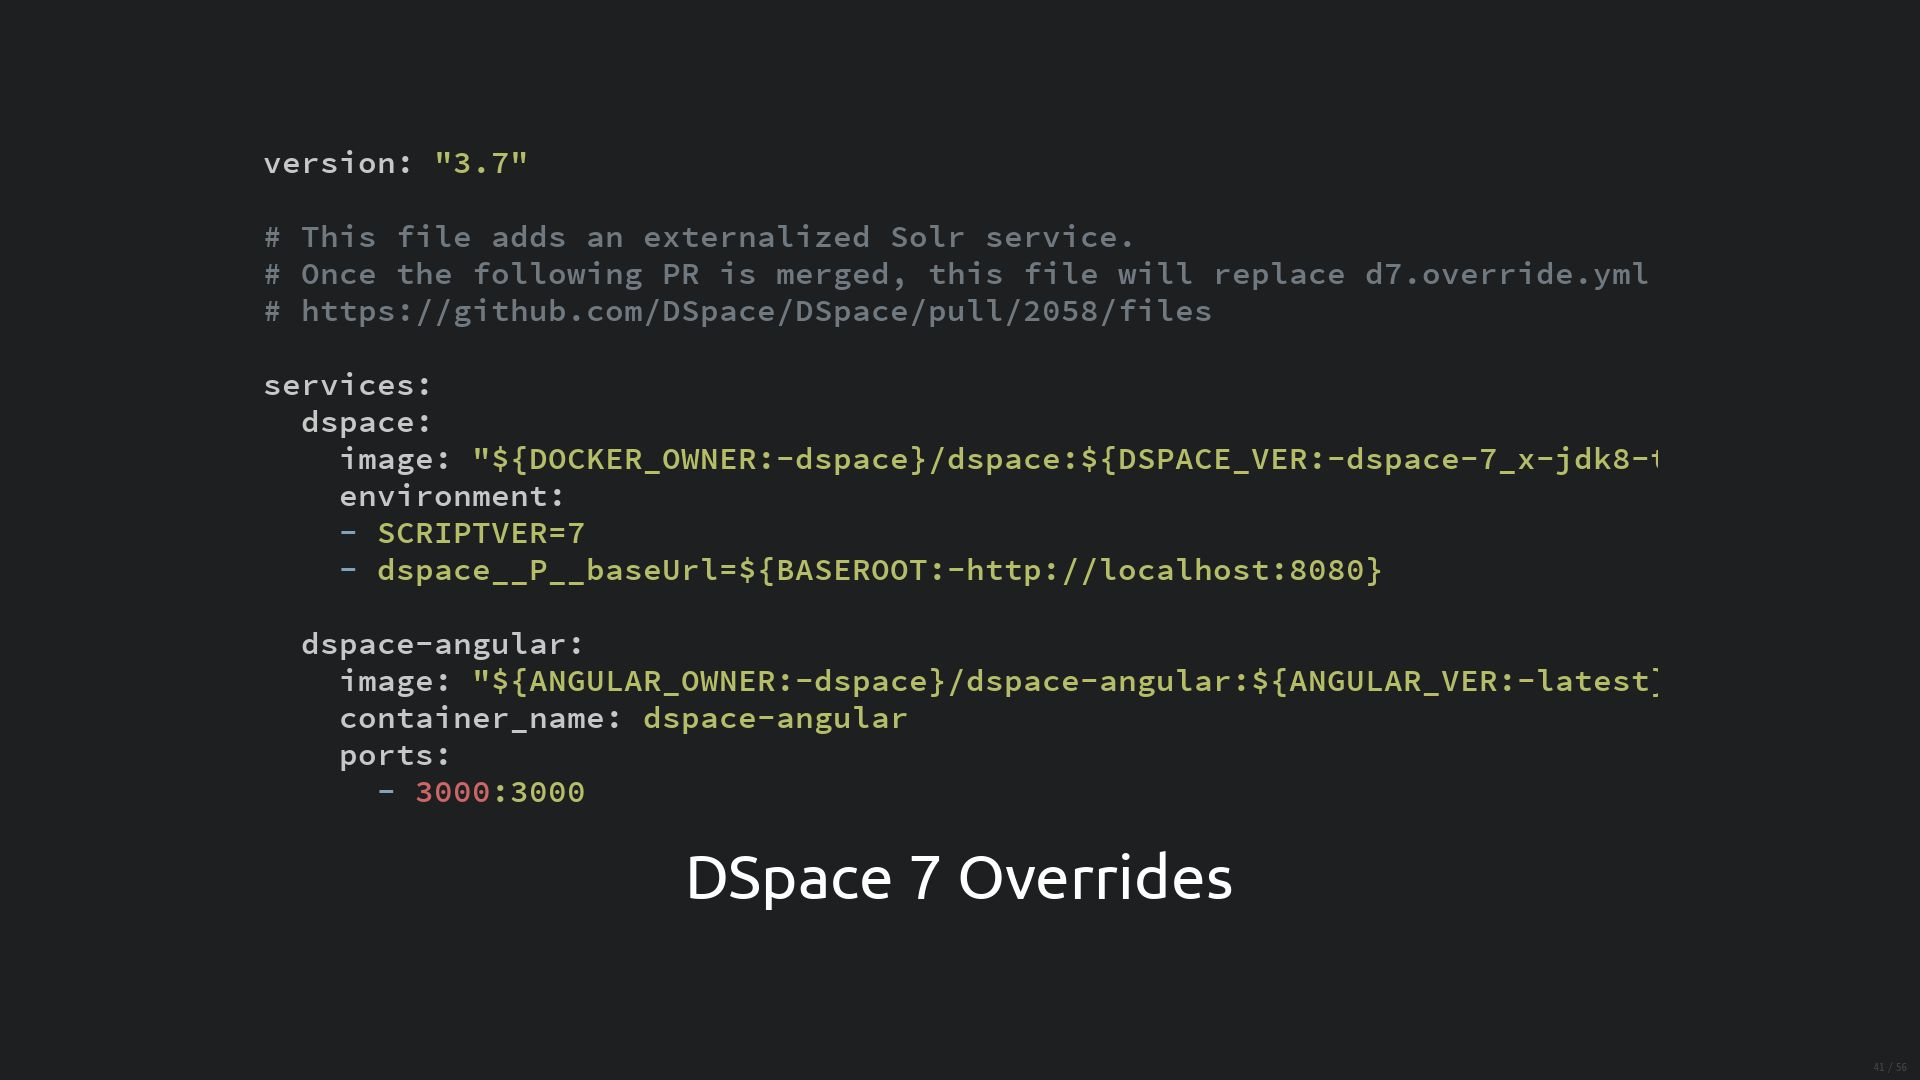 version: "3.7"

# This file adds an externalized Solr service.
# Once the following PR is merged, this file will replace d7.override.yml
# https://github.com/DSpace/DSpace/pull/2058/files

services:
  dspace:
    image: "${DOCKER_OWNER:-dspace}/dspace:${DSPACE_VER:-dspace-7_x-jdk8-
    environment:
    - SCRIPTVER=7
    - dspace__P__baseUrl=${BASEROOT:-http://localhost:8080}

  dspace-angular:
    image: "${ANGULAR_OWNER:-dspace}/dspace-angular:${ANGULAR_VER:-latest}
    container_name: dspace-angular
    ports:
      - 3000:3000
DSpace 7 Overrides
41 / 56